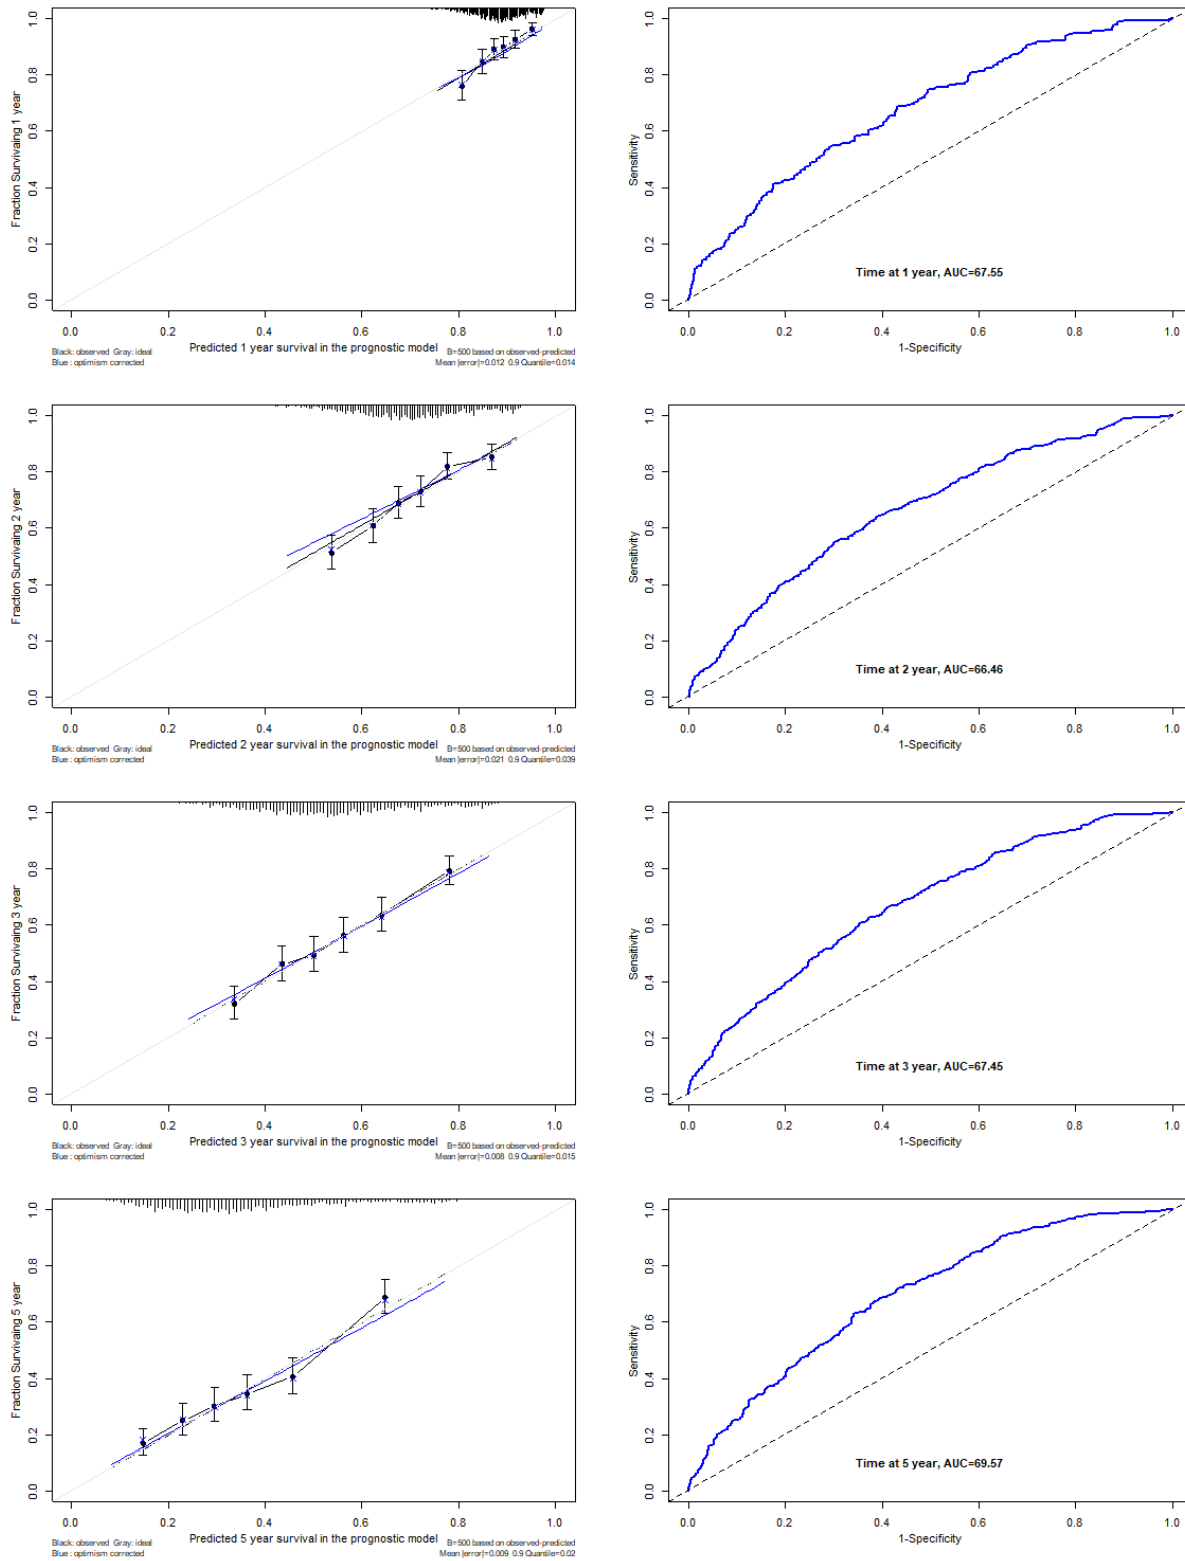 Fraction Survivaing 1 year
1.0
0.8
0.6
0.4
0.2
0.0
0.0 0.2 0.4 0.6 0.8 1.0
Black: observed Gray: ideal
Blue : optimism corrected
Predicted 1 year survival in the prognostic model
B=500 based on observed-predicted
Mean |error|=0.012 0.9 Quantile=0.014
Sensitivity
1.0
0.8
0.6
0.4
0.2
0.0
Time at 1 year, AUC=67.55
0.0 0.2 0.4 0.6 0.8 1.0
1-Specificity
Fraction Survivaing 2 year
1.0
0.8
0.6
0.4
0.2
0.0
0.0 0.2 0.4 0.6 0.8 1.0
Black: observed Gray: ideal
Blue : optimism corrected
Predicted 2 year survival in the prognostic model
B=500 based on observed-predicted
Mean |error|=0.021 0.9 Quantile=0.039
Sensitivity
1.0
0.8
0.6
0.4
0.2
0.0
Time at 2 year, AUC=66.46
0.0 0.2 0.4 0.6 0.8 1.0
1-Specificity
Fraction Survivaing 3 year
1.0
0.8
0.6
0.4
0.2
0.0
0.0 0.2 0.4 0.6 0.8 1.0
Black: observed Gray: ideal
Blue : optimism corrected
Predicted 3 year survival in the prognostic model
B=500 based on observed-predicted
Mean |error|=0.008 0.9 Quantile=0.015
Sensitivity
1.0
0.8
0.6
0.4
0.2
0.0
Time at 3 year, AUC=67.45
0.0 0.2 0.4 0.6 0.8 1.0
1-Specificity
Fraction Survivaing 5 year
1.0
0.8
0.6
0.4
0.2
0.0
0.0 0.2 0.4 0.6 0.8 1.0
Black: observed Gray: ideal
Blue : optimism corrected
Predicted 5 year survival in the prognostic model
B=500 based on observed-predicted
Mean |error|=0.009 0.9 Quantile=0.02
Sensitivity
1.0
0.8
0.6
0.4
0.2
0.0
Time at 5 year, AUC=69.57
0.0 0.2 0.4 0.6 0.8 1.0
1-Specificity